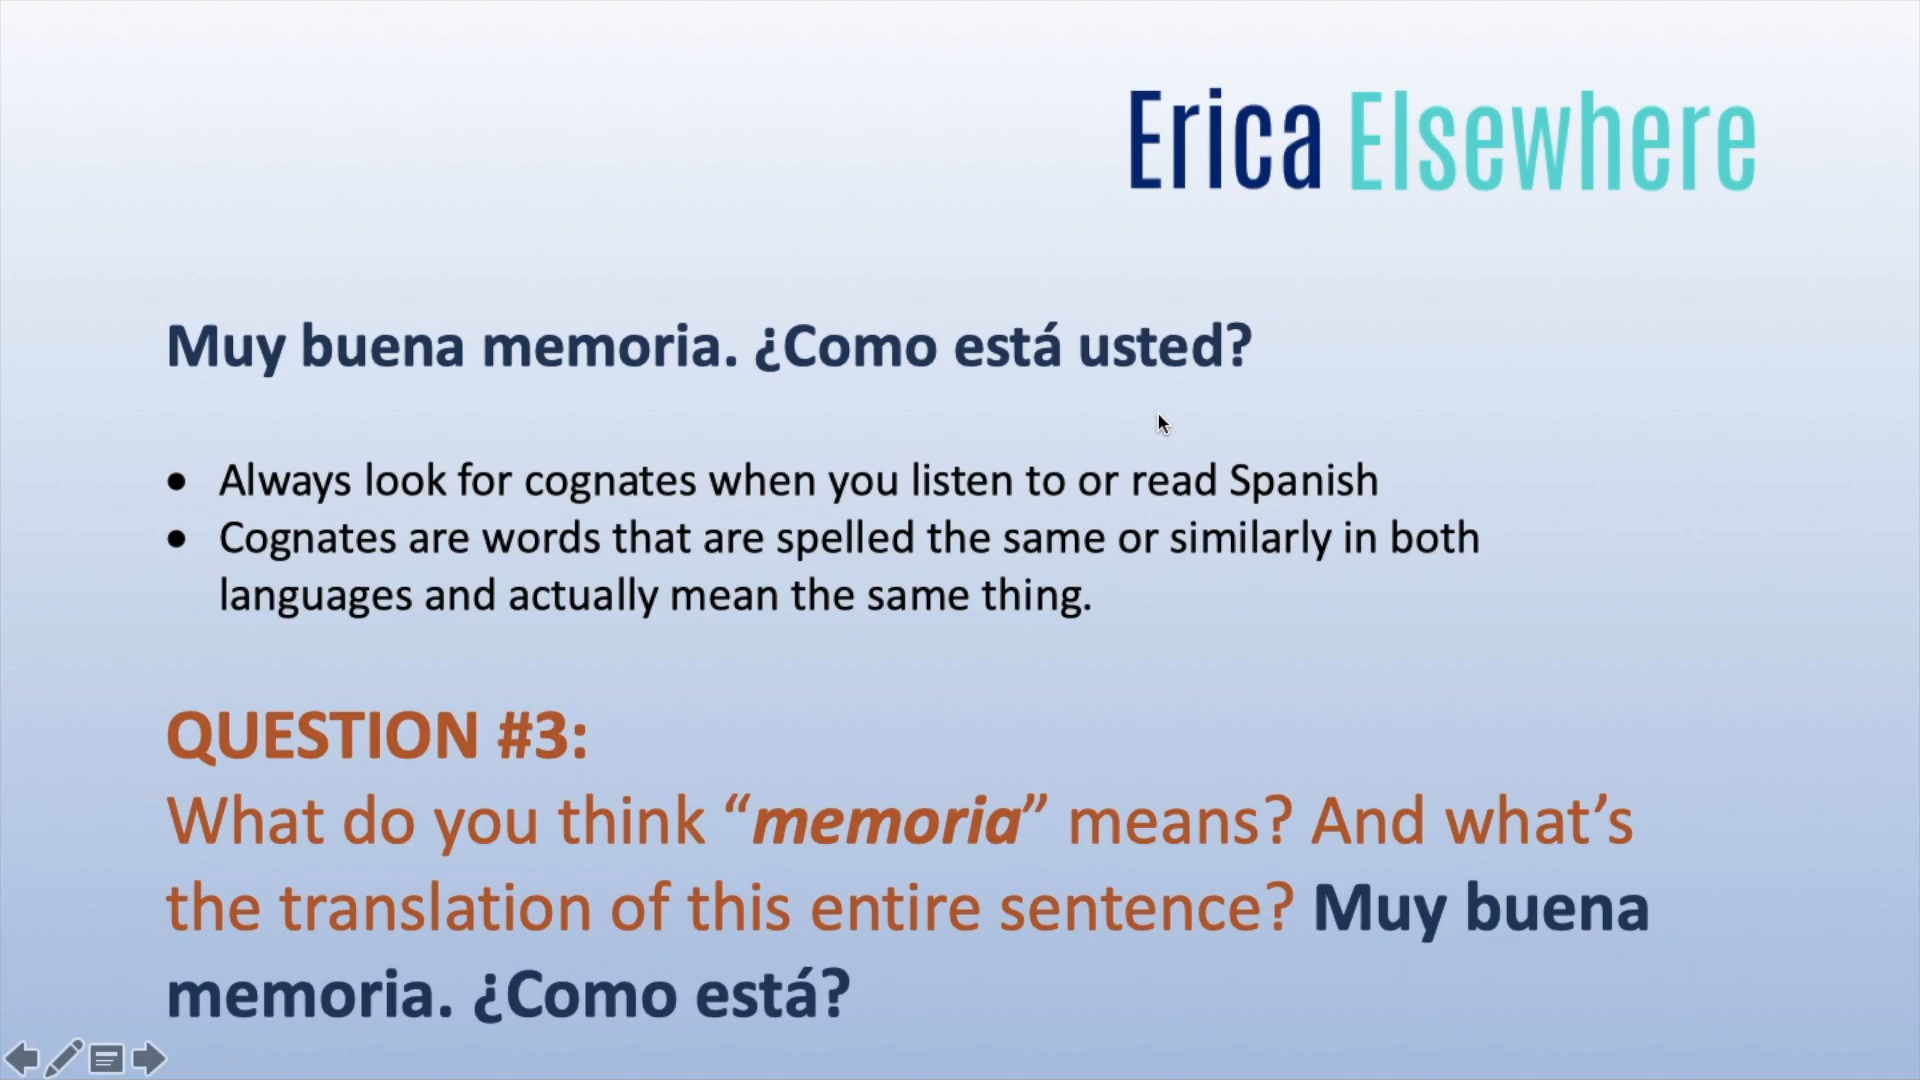 Erica Elsewhere
Muy buena memoria. ¿Como está usted?
• Always look for cognates when you listen to or read Spanish
• Cognates are words that are spelled the same or similarly in both
languages and actually mean the same thing.
QUESTION #3:
What do you think “memoria” means? And what’s
the translation of this entire sentence? Muy buena
memoria. ¿Como está?